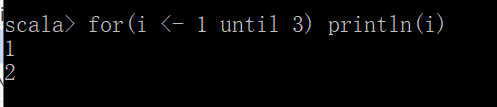 scala> for(i <- 1 until 3) println(i)
1
2